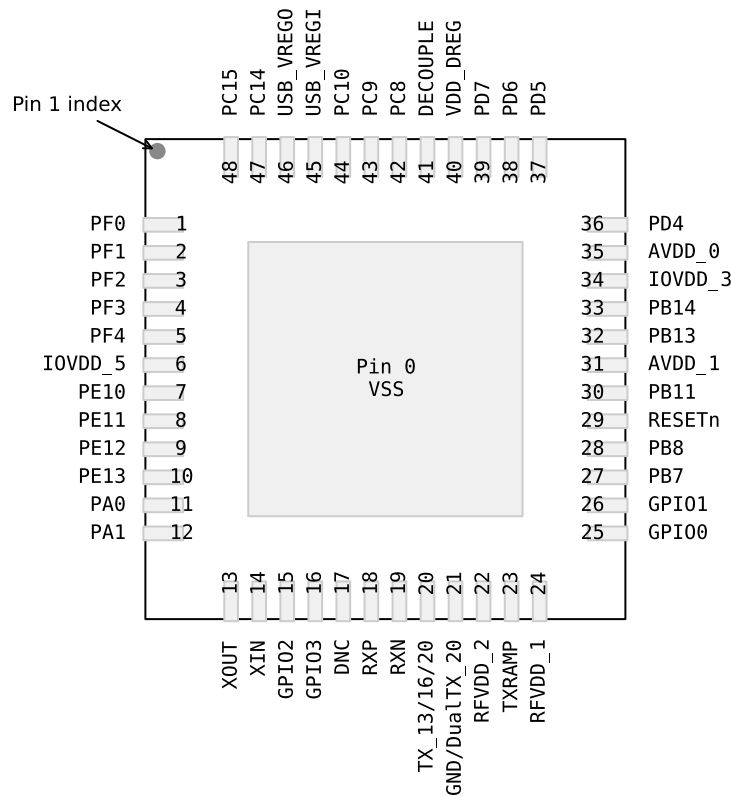 PC15
PC14
USB_VREGO
USB_VREGI
PC10
PC9
PC8
DECOUPLE
VDD_DREG
PD7
PD6
PD5
Pin 1 index
48
47
46
45
44
43
42
41
40
39
38
37
PF0 1
PF1 2
PF2 3
PF3 4
PF4 5
IOVDD_5 6
PE10 7
PE11 8
PE12 9
PE13 10
PA0 11
PA1 12
Pin 0
VSS
36 PD4
35 AVDD_0
34 IOVDD_3
33 PB14
32 PB13
31 AVDD_1
30 PB11
29 RESETn
28 PB8
27 PB7
26 GPIO1
25 GPIO0
13
14
15
16
17
18
19
20
21
22
23
24
XOUT
XIN
GPIO2
GPIO3
DNC
RXP
RXN
TX_13/16/20
GND/DualTX_20
RFVDD_2
TXRAMP
RFVDD_1